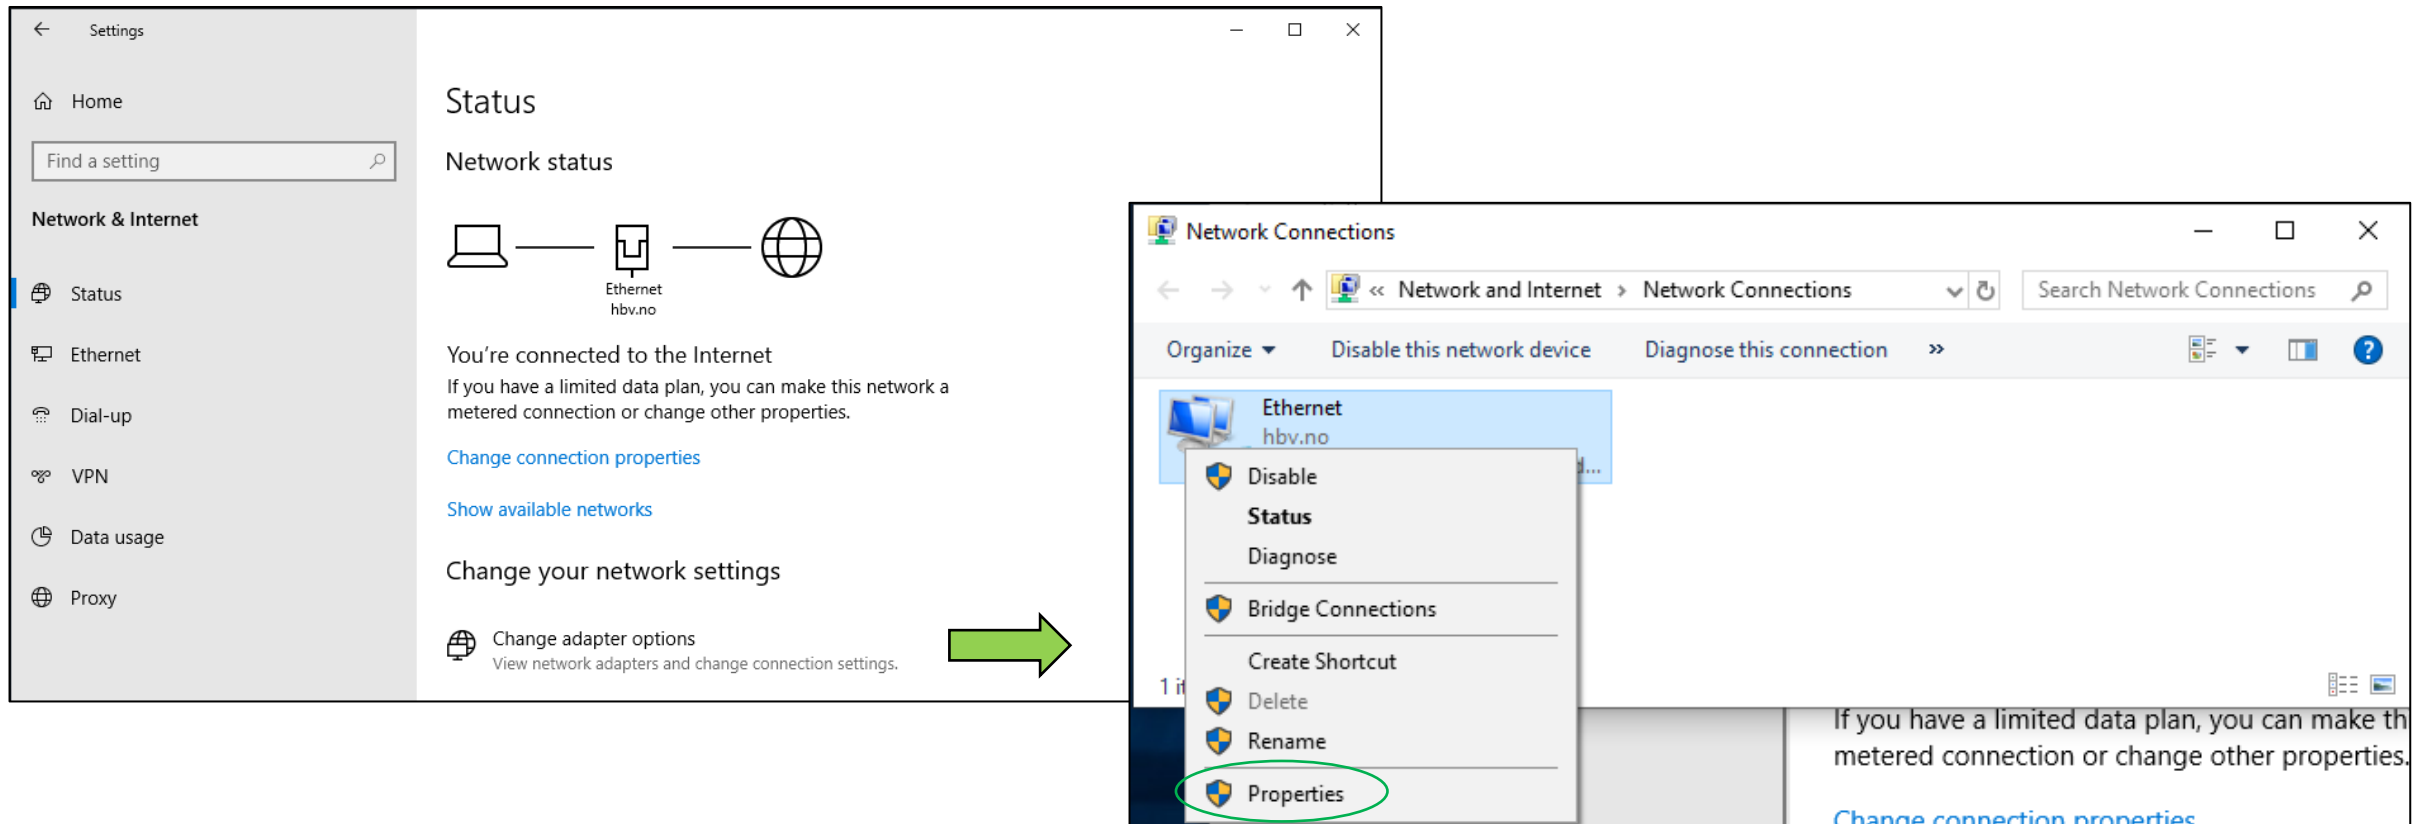 Settings
Home
Find a setting
Network & Internet
Status
Ethernet
Dial-up
VPN
Data usage
Proxy
Status
Network status
Ethernet
hbv.no
You're connected to the Internet
If you have a limited data plan, you can make this network a
metered connection or change other properties.
Change connection properties
Show available networks
Change your network settings
Change adapter options
View network adapters and change connection settings.
Network Connections
« Network and Internet › Network Connections
Search Network Connections
Organize
Disable this network device
Diagnose this connection
»
Ethernet
hbv.no
d...
Disable
Status
Diagnose
Bridge Connections
Create Shortcut
Delete
Rename
Properties
1 it
If you have a limited data plan, you can make th
metered connection or change other properties.
Change connection properties